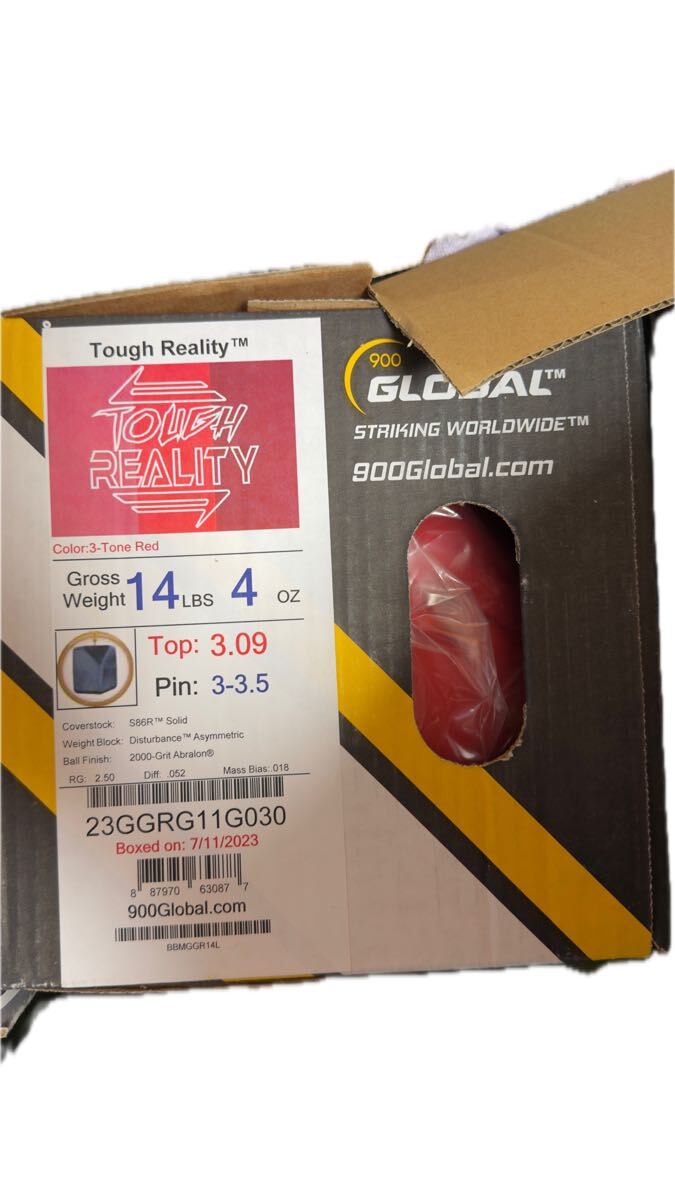 Tough Reality™
TOUGH
REALITY
Color:3-Tone Red
Gross Weight 14 LBS 4 OZ
Top: 3.09
Pin: 3-3.5
Coverstock: S86R™ Solid
Weight Block: Disturbance™ Asymmetric
Ball Finish: 2000-Grit Abralon®
RG: 2.50 Diff: .052 Mass Bias: .018
23GGRG11G030
Boxed on: 7/11/2023
8 87970 63087 7
900Global.com
BBMGGR14L
900
GLOBAL™
STRIKING WORLDWIDE™
900Global.com